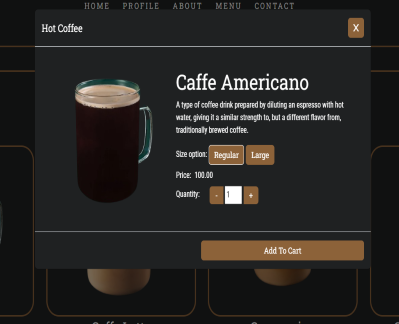 HOME PROFILE ABOUT MENU CONTACT
Hot Coffee X
Caffe Americano
A type of coffee drink prepared by diluting an espresso with hot
water, giving it a similar strength to, but a different flavor from,
traditionally brewed coffee.
Size option: Regular Large
Price: 100.00
Quantity: - 1 +
Add To Cart